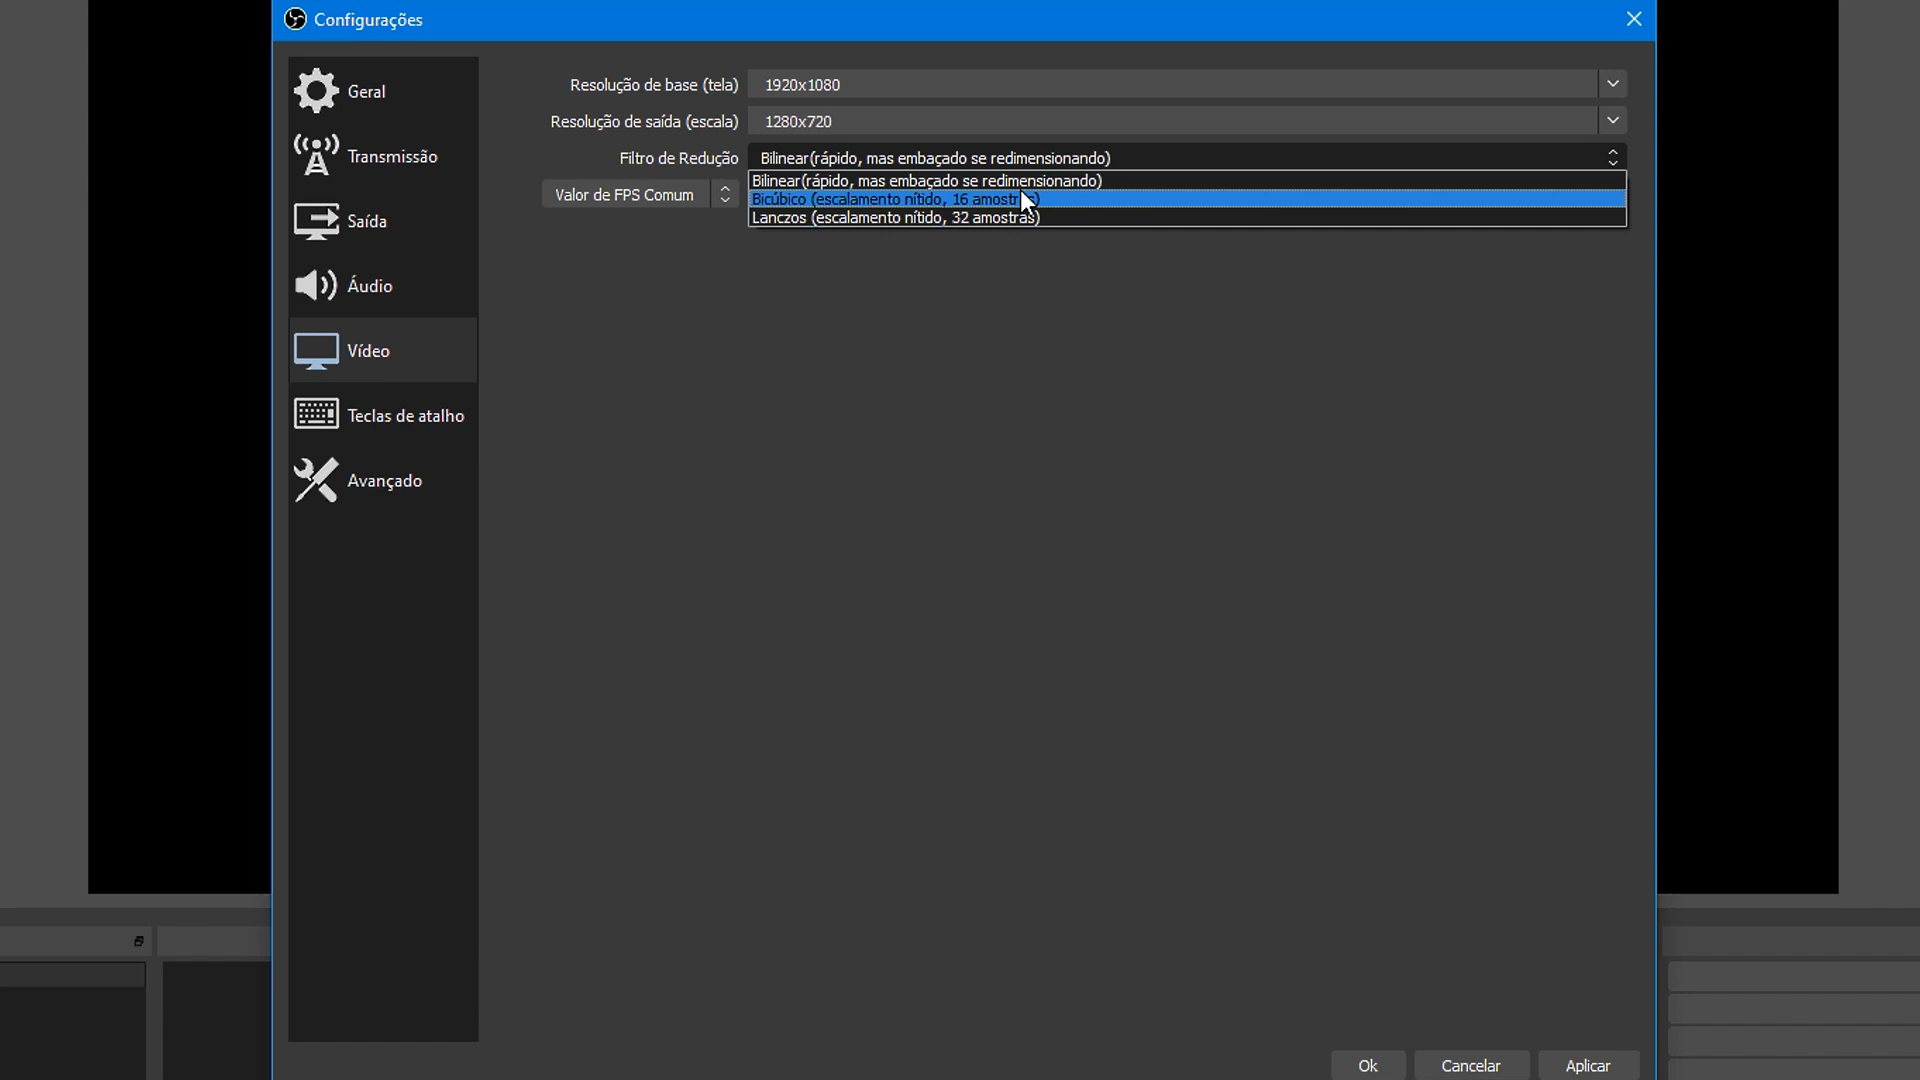 Configurações
Geral
Transmissão
Saída
Áudio
Vídeo
Teclas de atalho
Avançado
Resolução de base (tela) 1920x1080
Resolução de saída (escala) 1280x720
Filtro de Redução Bilinear(rápido, mas embaçado se redimensionando)
Valor de FPS Comum
Bilinear(rápido, mas embaçado se redimensionando)
Bicúbico (escalamento nítido, 16 amostras)
Lanczos (escalamento nítido, 32 amostras)
Ok Cancelar Aplicar